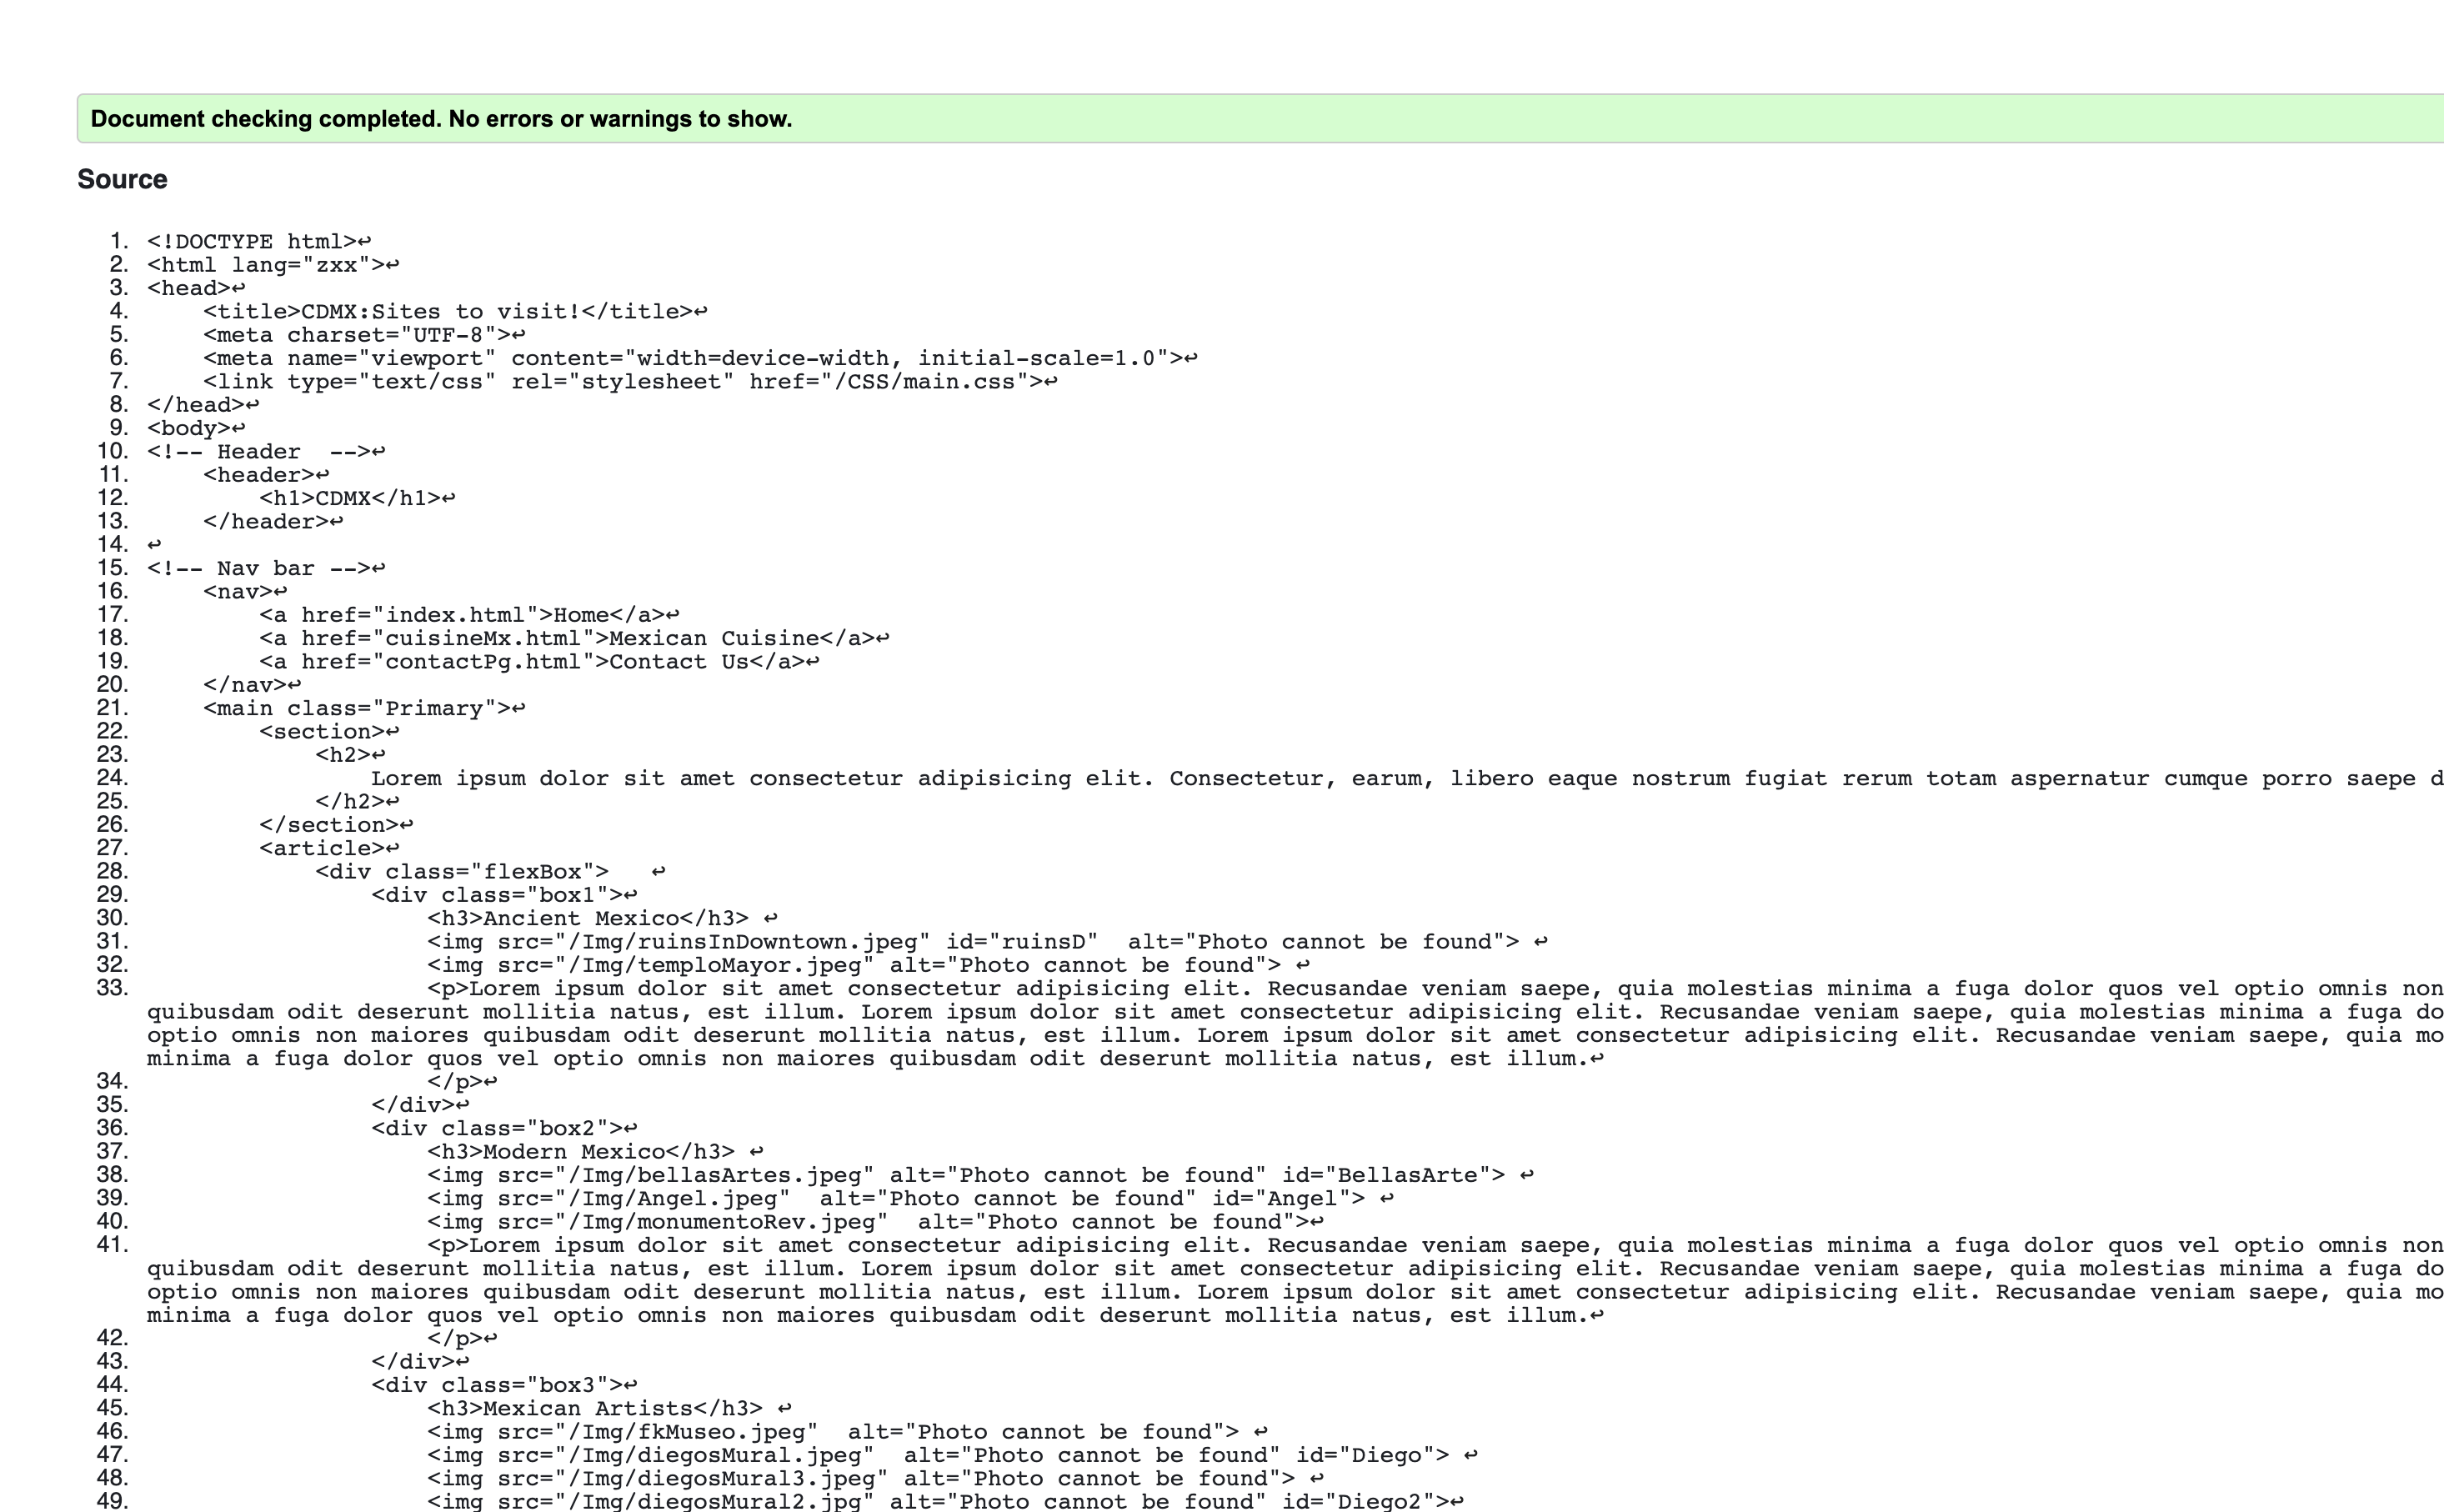 Document checking completed. No errors or warnings to show.
Source
1. <!DOCTYPE html>↩
2. <html lang="zxx">↩
3. <head>↩
4.     <title>CDMX:Sites to visit!</title>↩
5.     <meta charset="UTF-8">↩
6.     <meta name="viewport" content="width=device-width, initial-scale=1.0">↩
7.     <link type="text/css" rel="stylesheet" href="/CSS/main.css">↩
8. </head>↩
9. <body>↩
10. <!-- Header  -->↩
11.     <header>↩
12.         <h1>CDMX</h1>↩
13.     </header>↩
14. ↩
15. <!-- Nav bar -->↩
16.     <nav>↩
17.         <a href="index.html">Home</a>↩
18.         <a href="cuisineMx.html">Mexican Cuisine</a>↩
19.         <a href="contactPg.html">Contact Us</a>↩
20.     </nav>↩
21.     <main class="Primary">↩
22.         <section>↩
23.             <h2>↩
24.                 Lorem ipsum dolor sit amet consectetur adipisicing elit. Consectetur, earum, libero eaque nostrum fugiat rerum totam aspernatur cumque porro saepe d
25.             </h2>↩
26.         </section>↩
27.         <article>↩
28.             <div class="flexBox">   ↩
29.                 <div class="box1">↩
30.                     <h3>Ancient Mexico</h3> ↩
31.                     <img src="/Img/ruinsInDowntown.jpeg" id="ruinsD"  alt="Photo cannot be found"> ↩
32.                     <img src="/Img/temploMayor.jpeg" alt="Photo cannot be found"> ↩
33.                     <p>Lorem ipsum dolor sit amet consectetur adipisicing elit. Recusandae veniam saepe, quia molestias minima a fuga dolor quos vel optio omnis non
quibusdam odit deserunt mollitia natus, est illum. Lorem ipsum dolor sit amet consectetur adipisicing elit. Recusandae veniam saepe, quia molestias minima a fuga do
optio omnis non maiores quibusdam odit deserunt mollitia natus, est illum. Lorem ipsum dolor sit amet consectetur adipisicing elit. Recusandae veniam saepe, quia mo
minima a fuga dolor quos vel optio omnis non maiores quibusdam odit deserunt mollitia natus, est illum.↩
34.                     </p>↩
35.                 </div>↩
36.                 <div class="box2">↩
37.                     <h3>Modern Mexico</h3> ↩
38.                     <img src="/Img/bellasArtes.jpeg" alt="Photo cannot be found" id="BellasArte"> ↩
39.                     <img src="/Img/Angel.jpeg"  alt="Photo cannot be found" id="Angel"> ↩
40.                     <img src="/Img/monumentoRev.jpeg"  alt="Photo cannot be found">↩
41.                     <p>Lorem ipsum dolor sit amet consectetur adipisicing elit. Recusandae veniam saepe, quia molestias minima a fuga dolor quos vel optio omnis non
quibusdam odit deserunt mollitia natus, est illum. Lorem ipsum dolor sit amet consectetur adipisicing elit. Recusandae veniam saepe, quia molestias minima a fuga do
optio omnis non maiores quibusdam odit deserunt mollitia natus, est illum. Lorem ipsum dolor sit amet consectetur adipisicing elit. Recusandae veniam saepe, quia mo
minima a fuga dolor quos vel optio omnis non maiores quibusdam odit deserunt mollitia natus, est illum.↩
42.                     </p>↩
43.                 </div>↩
44.                 <div class="box3">↩
45.                     <h3>Mexican Artists</h3> ↩
46.                     <img src="/Img/fkMuseo.jpeg"  alt="Photo cannot be found"> ↩
47.                     <img src="/Img/diegosMural.jpeg"  alt="Photo cannot be found" id="Diego"> ↩
48.                     <img src="/Img/diegosMural3.jpeg" alt="Photo cannot be found"> ↩
49.                     <img src="/Img/diegosMural2.jpg" alt="Photo cannot be found" id="Diego2">↩